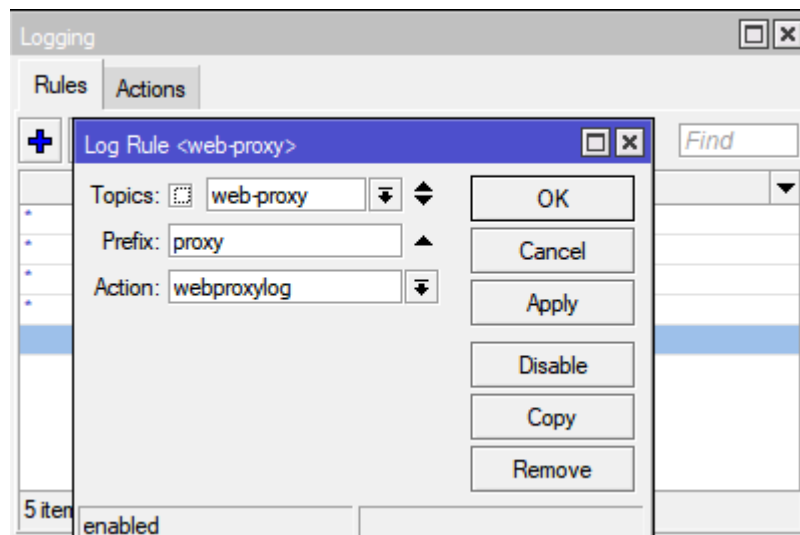 Logging
Rules Actions
Find
Log Rule <web-proxy>
Topics: web-proxy
Prefix: proxy
Action: webproxylog
OK
Cancel
Apply
Disable
Copy
Remove
5 item
enabled